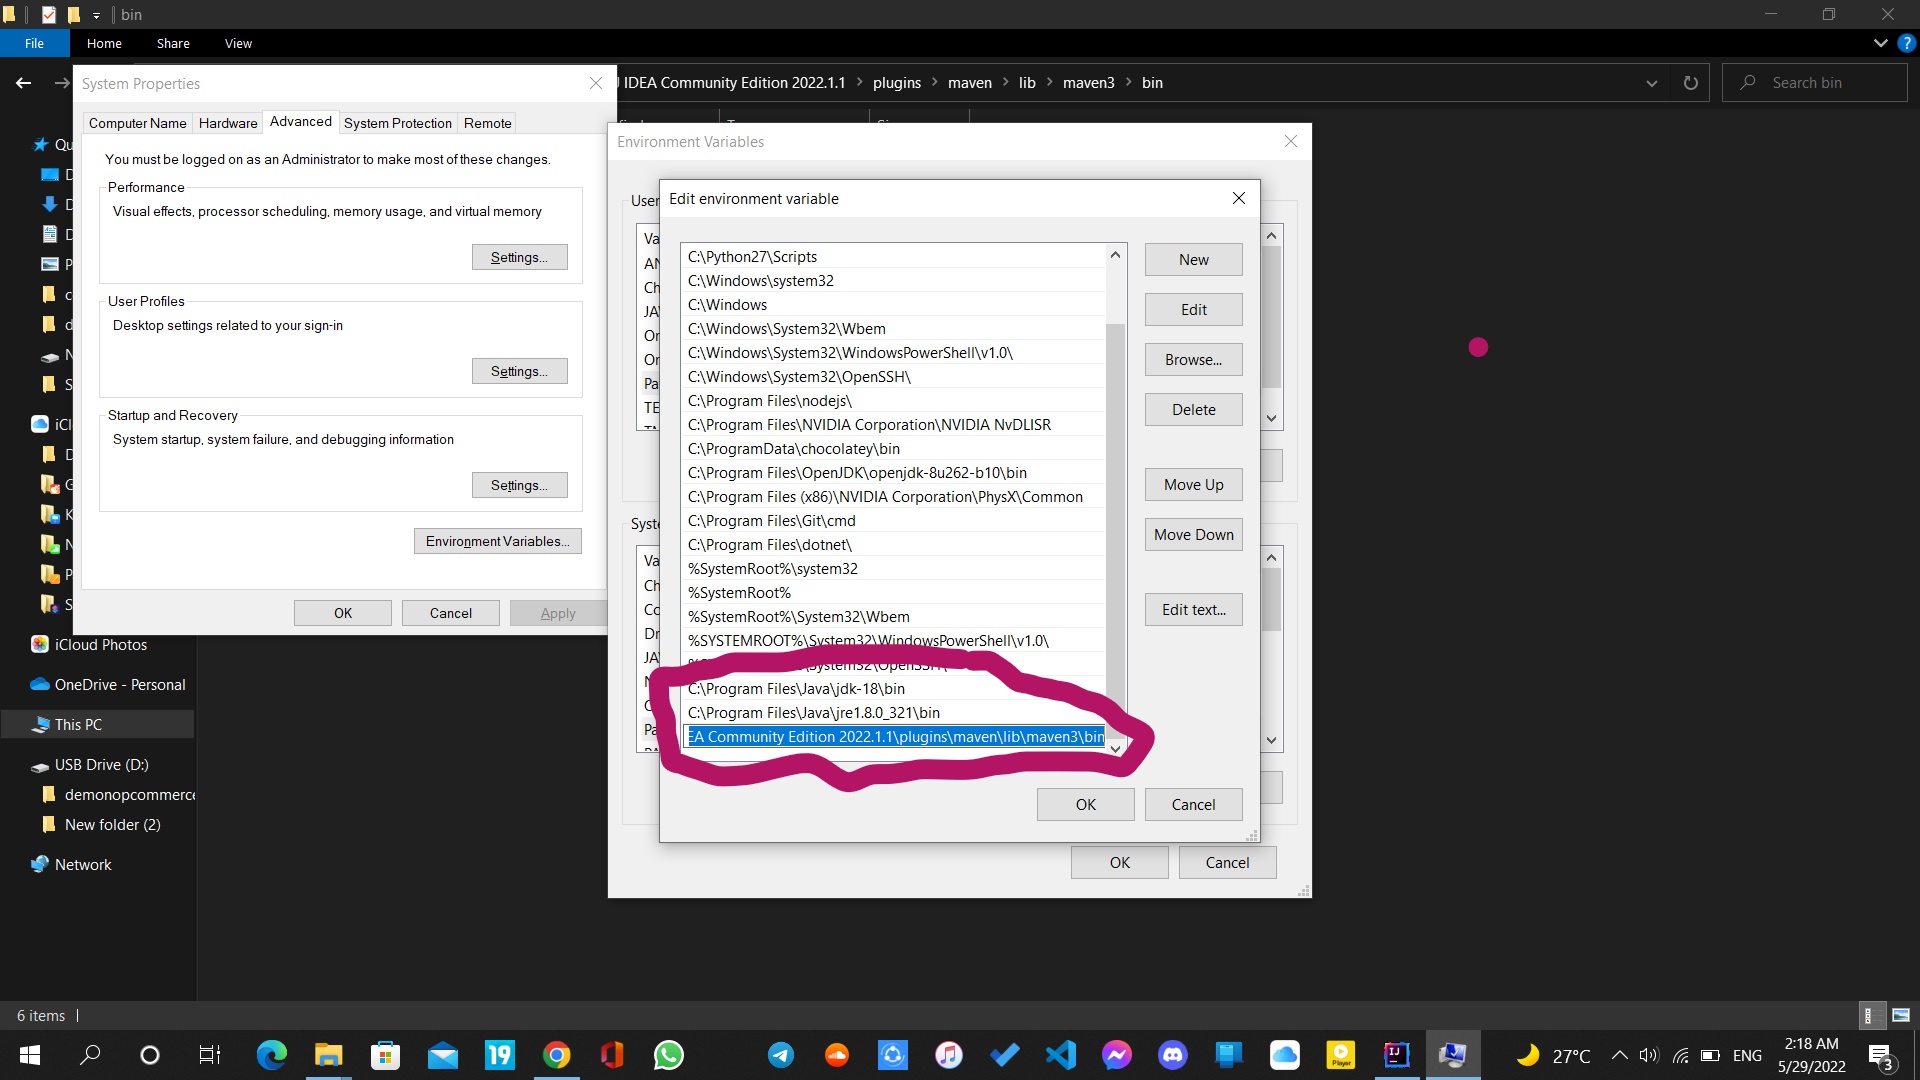 bin
File
Home
Share
View
IDEA Community Edition 2022.1.1
plugins
maven
lib
maven3
bin
Search bin
System Properties
Computer Name
Hardware
Advanced
System Protection
Remote
You must be logged on as an Administrator to make most of these changes.
Performance
Visual effects, processor scheduling, memory usage, and virtual memory
Settings...
User Profiles
Desktop settings related to your sign-in
Settings...
Startup and Recovery
System startup, system failure, and debugging information
Settings...
Environment Variables...
OK
Cancel
Apply
Environment Variables
User
Edit environment variable
C:\Python27\Scripts
C:\Windows\system32
C:\Windows
C:\Windows\System32\Wbem
C:\Windows\System32\WindowsPowerShell\v1.0\
C:\Windows\System32\OpenSSH\
C:\Program Files\nodejs\
C:\Program Files\NVIDIA Corporation\NVIDIA NvDLISR
C:\ProgramData\chocolatey\bin
C:\Program Files\OpenJDK\openjdk-8u262-b10\bin
C:\Program Files (x86)\NVIDIA Corporation\PhysX\Common
C:\Program Files\Git\cmd
C:\Program Files\dotnet\
%SystemRoot%\system32
%SystemRoot%
%SystemRoot%\System32\Wbem
%SYSTEMROOT%\System32\WindowsPowerShell\v1.0\
C:\Program Files\Java\jdk-18\bin
C:\Program Files\Java\jre1.8.0_321\bin
EA Community Edition 2022.1.1\plugins\maven\lib\maven3\bin
New
Edit
Browse...
Delete
Move Up
Move Down
Edit text...
OK
Cancel
OK
Cancel
iCloud Photos
OneDrive - Personal
This PC
USB Drive (D:)
demonopcommerce
New folder (2)
Network
6 items
19
27°C
ENG
2:18 AM
5/29/2022
3